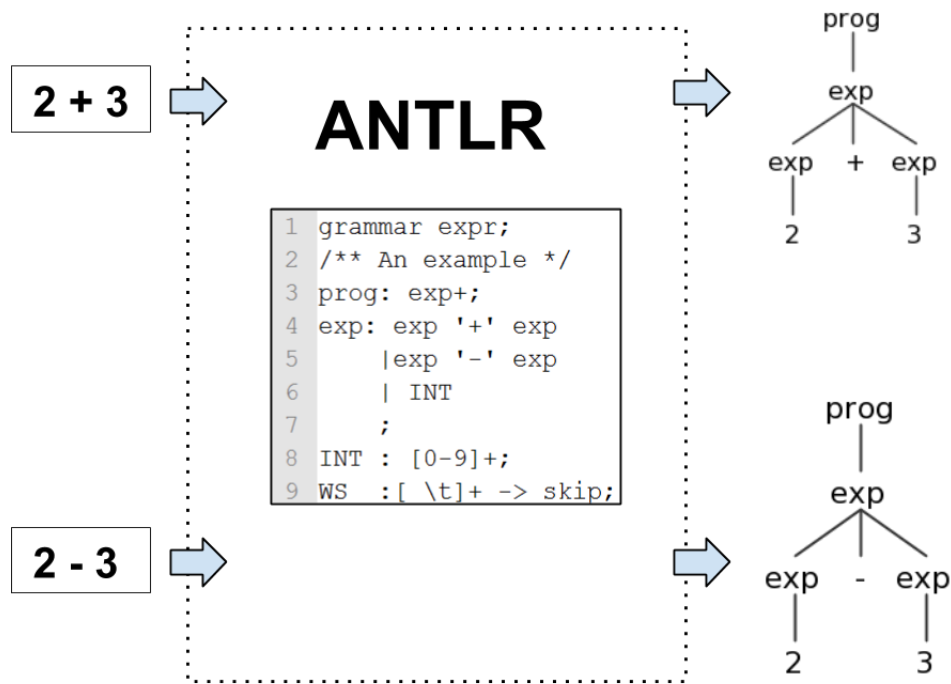 2 + 3
ANTLR
1 grammar expr;
2 /** An example */
3 prog: exp+;
4 exp: exp '+' exp
5     |exp '-' exp
6     | INT
7     ;
8 INT : [0-9]+;
9 WS  :[ \t]+ -> skip;
2 - 3
prog
exp
exp + exp
2 3
prog
exp
exp - exp
2 3